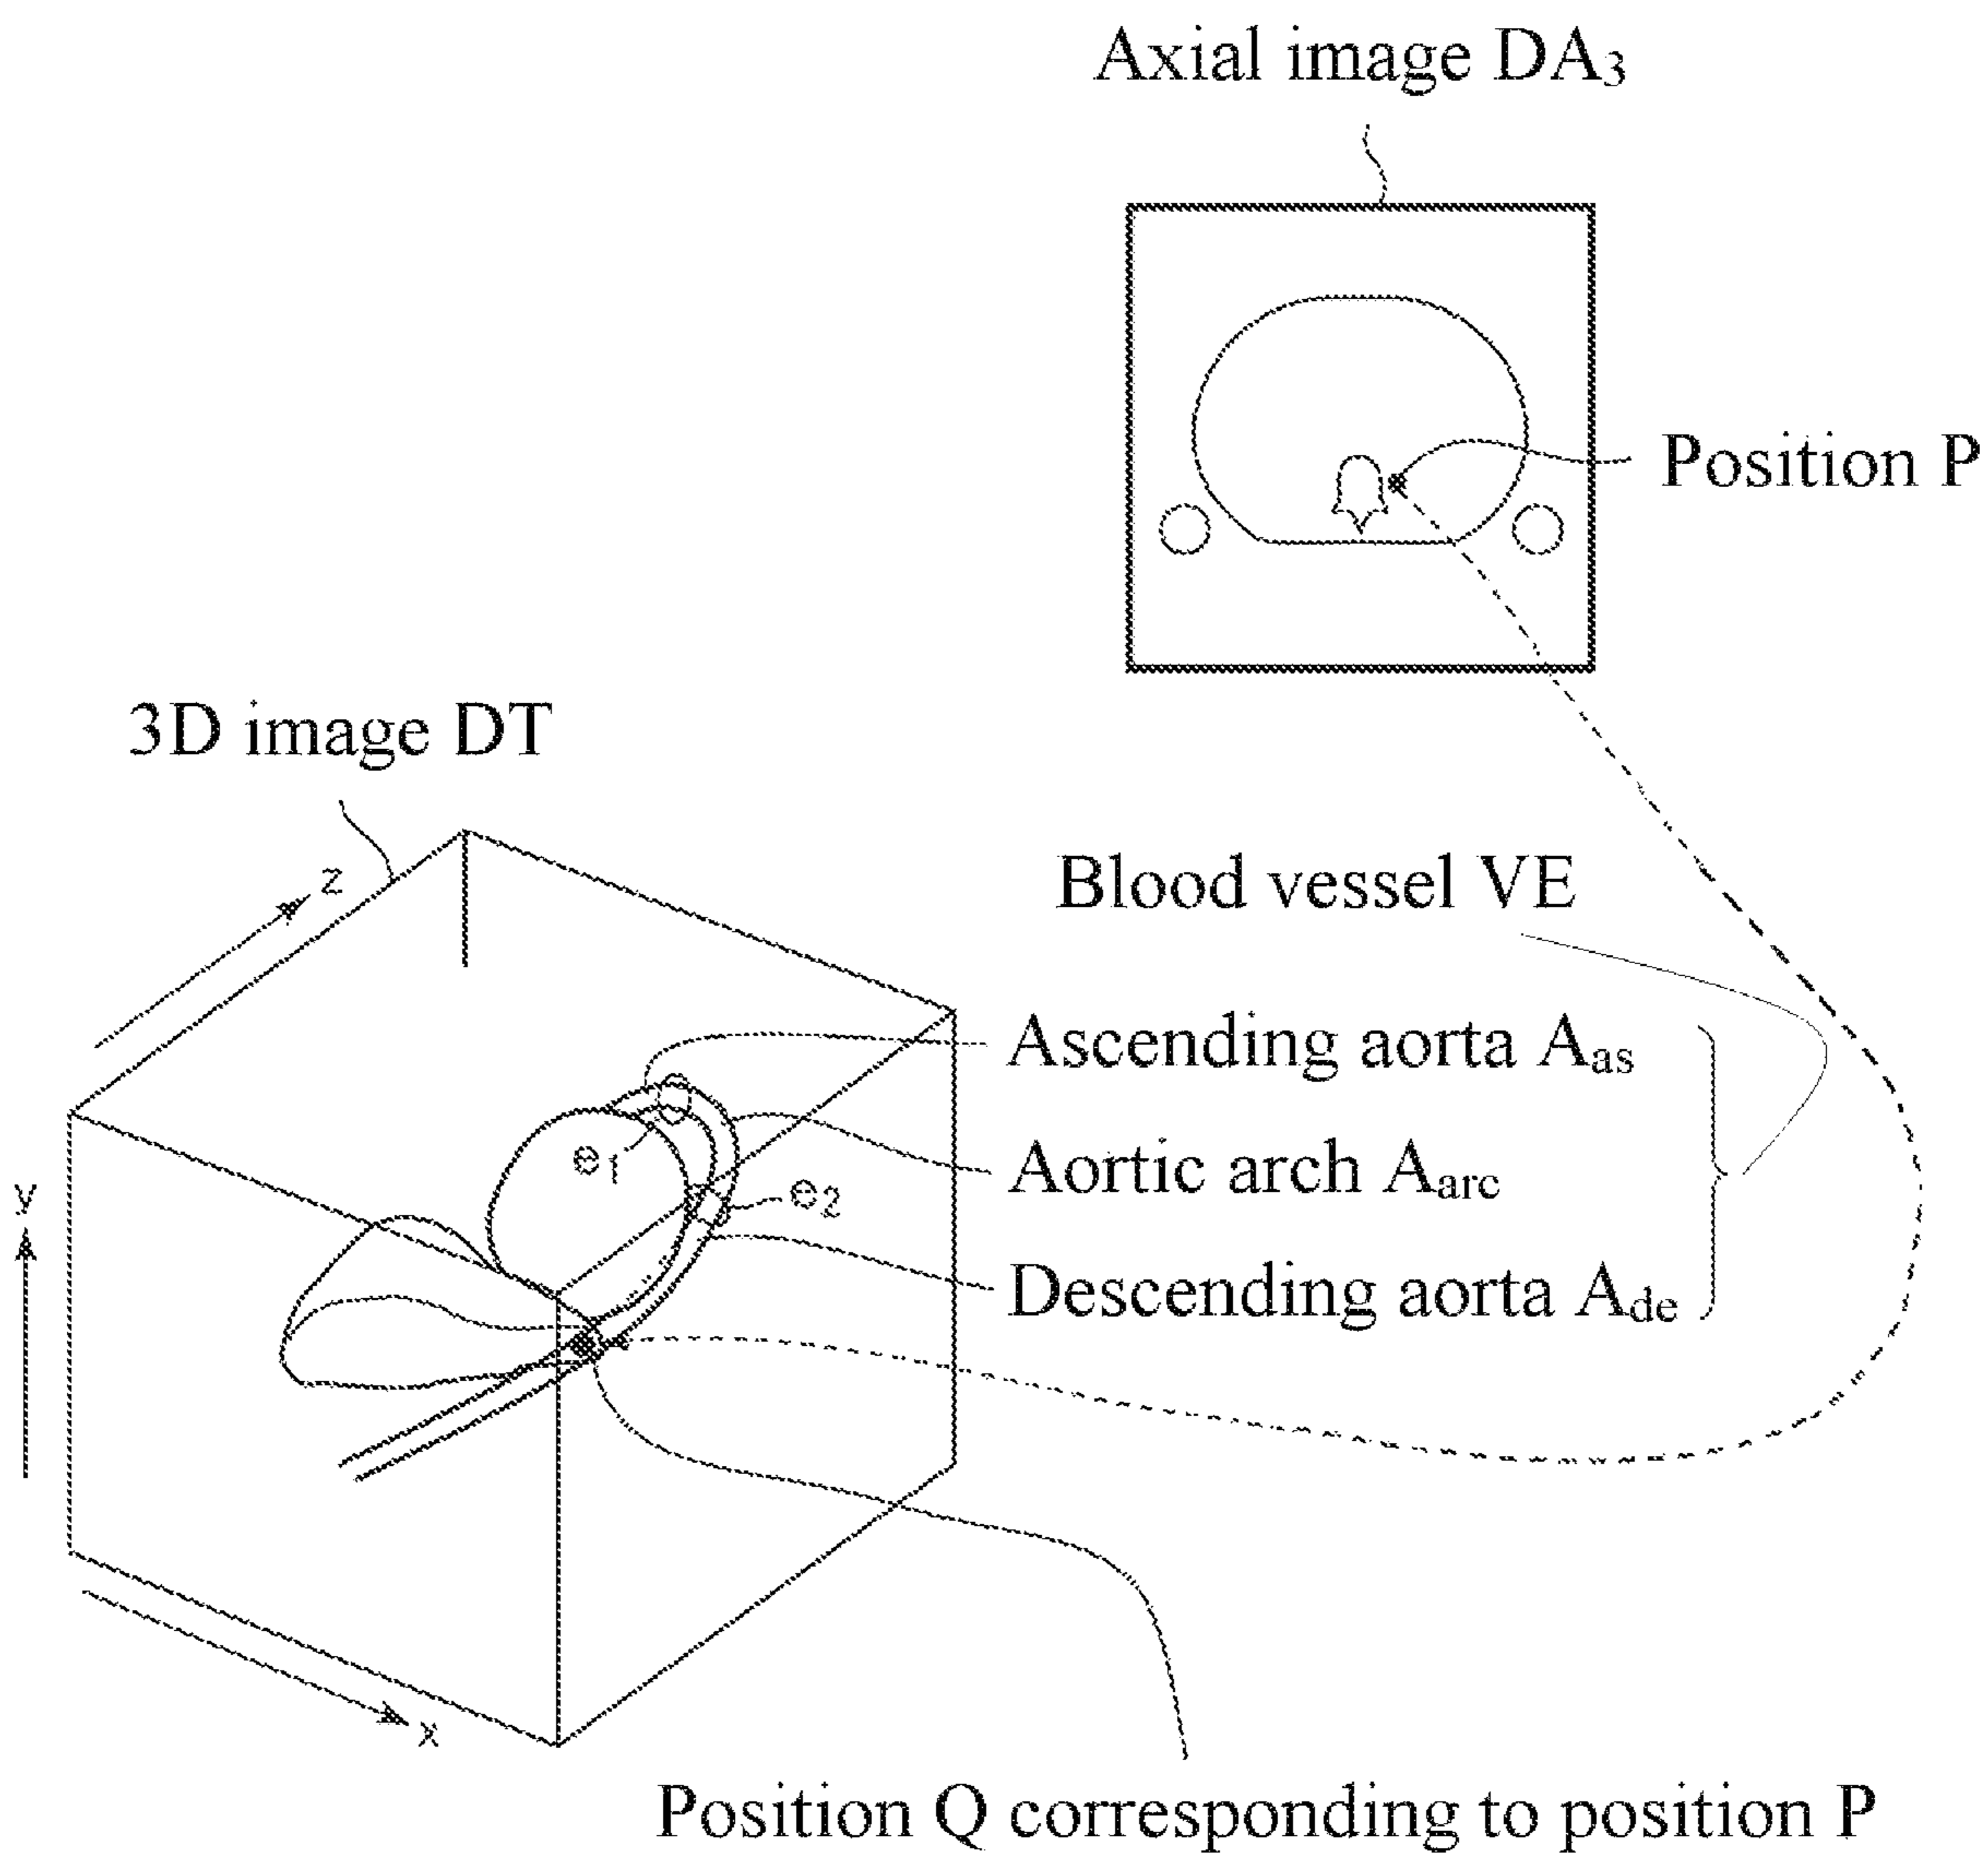 Axial image DA₃
Position P
3D image DT
z
Blood vessel VE
Ascending aorta Aas
e₁
Aortic arch Aarc
y
e₂
Descending aorta Ade
x
Position Q corresponding to position P